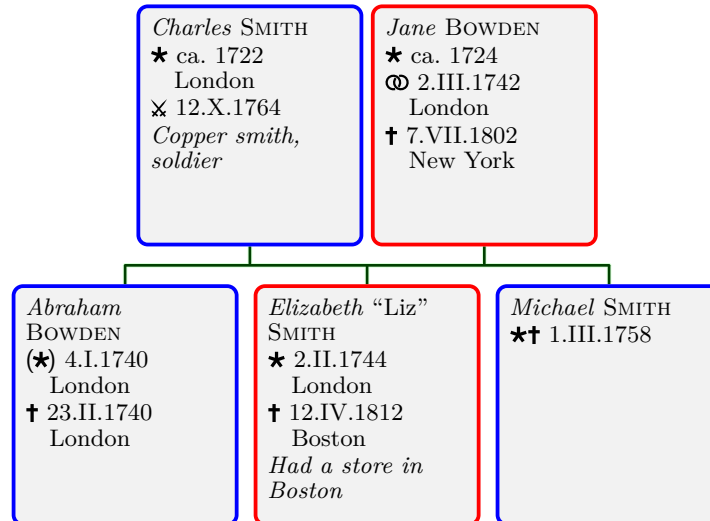 Charles SMITH
★ ca. 1722
London
⚔ 12.X.1764
Copper smith,
soldier
Jane BOWDEN
★ ca. 1724
⚭ 2.III.1742
London
† 7.VII.1802
New York
Abraham
BOWDEN
(★) 4.I.1740
London
† 23.II.1740
London
Elizabeth “Liz”
SMITH
★ 2.II.1744
London
† 12.IV.1812
Boston
Had a store in
Boston
Michael SMITH
★† 1.III.1758